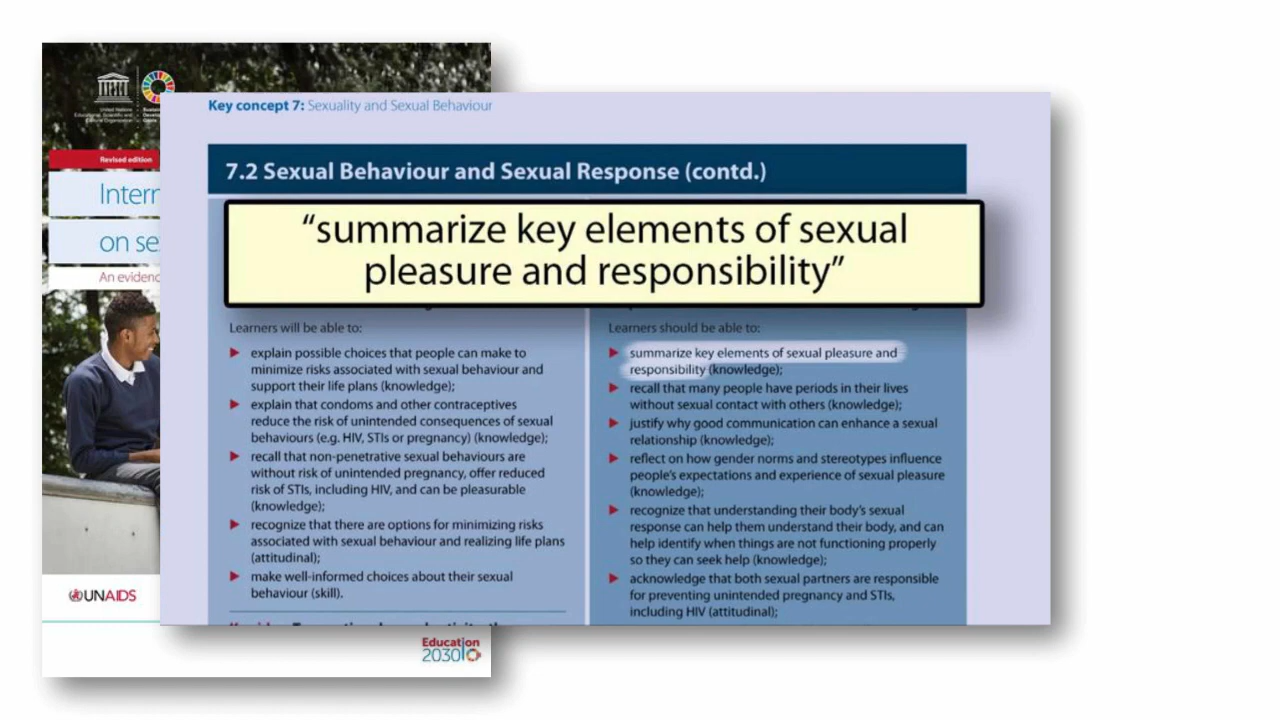 United Nations
Educational, Scientific and
Cultural Organization
Revised edition
Intern
on se
An evidenc
UNAIDS
Education
2030
Key concept 7: Sexuality and Sexual Behaviour
7.2 Sexual Behaviour and Sexual Response (contd.)
“summarize key elements of sexual
pleasure and responsibility”
Learners will be able to:
▶ explain possible choices that people can make to
minimize risks associated with sexual behaviour and
support their life plans (knowledge);
▶ explain that condoms and other contraceptives
reduce the risk of unintended consequences of sexual
behaviours (e.g. HIV, STIs or pregnancy) (knowledge);
▶ recall that non-penetrative sexual behaviours are
without risk of unintended pregnancy, offer reduced
risk of STIs, including HIV, and can be pleasurable
(knowledge);
▶ recognize that there are options for minimizing risks
associated with sexual behaviour and realizing life plans
(attitudinal);
▶ make well-informed choices about their sexual
behaviour (skill).
Learners should be able to:
▶ summarize key elements of sexual pleasure and
responsibility (knowledge);
▶ recall that many people have periods in their lives
without sexual contact with others (knowledge);
▶ justify why good communication can enhance a sexual
relationship (knowledge);
▶ reflect on how gender norms and stereotypes influence
people’s expectations and experience of sexual pleasure
(knowledge);
▶ recognize that understanding their body’s sexual
response can help them understand their body, and can
help identify when things are not functioning properly
so they can seek help (knowledge);
▶ acknowledge that both sexual partners are responsible
for preventing unintended pregnancy and STIs,
including HIV (attitudinal);